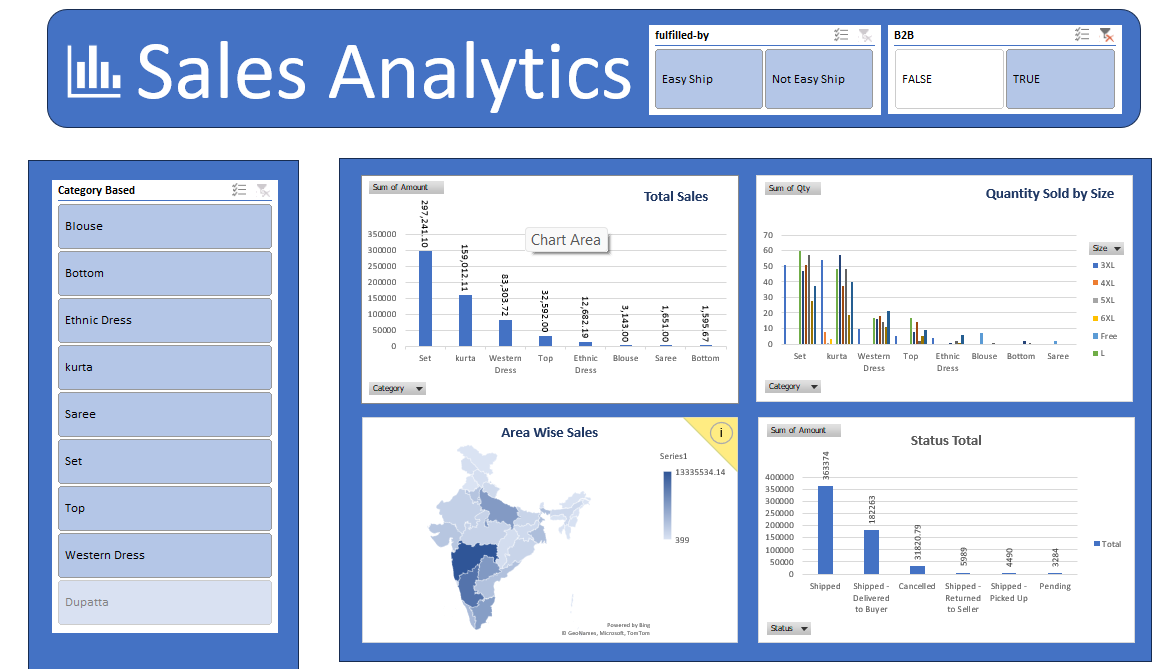 Sales Analytics
fulfilled-by
Easy Ship
Not Easy Ship
B2B
FALSE
TRUE
Category Based
Blouse
Bottom
Ethnic Dress
kurta
Saree
Set
Top
Western Dress
Dupatta
Sum of Amount
Total Sales
Chart Area
350000
300000
250000
200000
150000
100000
50000
0
297,241.10
159,012.11
83,303.72
32,592.00
12,682.19
3,143.00
1,651.00
1,595.67
Set
kurta
Western
Dress
Top
Ethnic
Dress
Blouse
Saree
Bottom
Category
Sum of Qty
Quantity Sold by Size
70
60
50
40
30
20
10
0
Set
kurta
Western
Dress
Top
Ethnic
Dress
Blouse
Bottom
Saree
Size
3XL
4XL
5XL
6XL
Free
L
Category
Area Wise Sales
i
Series1
13335534.14
399
Powered by Bing
© GeoNames, Microsoft, TomTom
Sum of Amount
Status Total
400000
350000
300000
250000
200000
150000
100000
50000
0
363374
182263
31820.79
5989
4490
3284
Shipped
Shipped -
Delivered
to Buyer
Cancelled
Shipped -
Returned
to Seller
Shipped -
Picked Up
Pending
Total
Status